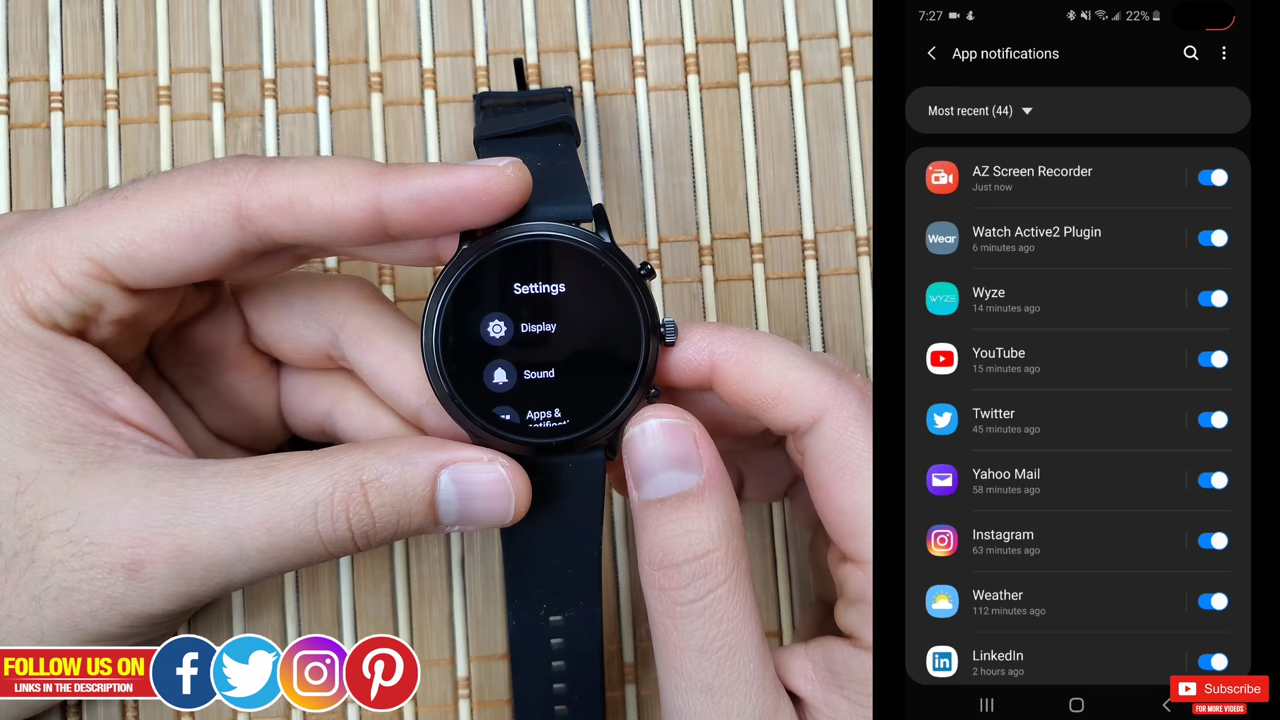 Settings
Display
Sound
Apps &
FOLLOW US ON
LINKS IN THE DESCRIPTION
7:27
22%
App notifications
Most recent (44)
AZ Screen Recorder
Just now
Wear
Watch Active2 Plugin
6 minutes ago
WYZE
Wyze
14 minutes ago
YouTube
15 minutes ago
Twitter
45 minutes ago
Yahoo Mail
58 minutes ago
Instagram
63 minutes ago
Weather
112 minutes ago
in
LinkedIn
2 hours ago
Subscribe
FOR MORE VIDEOS